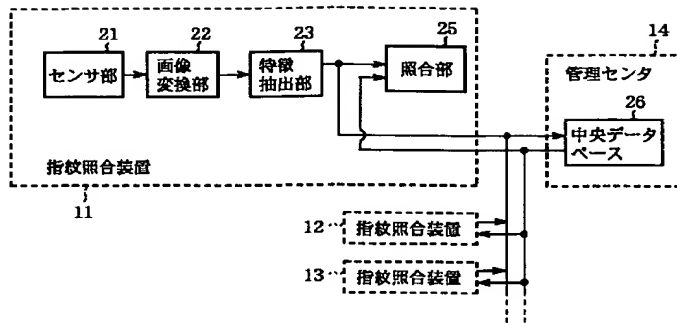 21
22
23
25
14
センサ部
画像
変換部
特徴
抽出部
照合部
管理センタ
26
中央データ
ベース
指紋照合装置
11
12
指紋照合装置
13
指紋照合装置